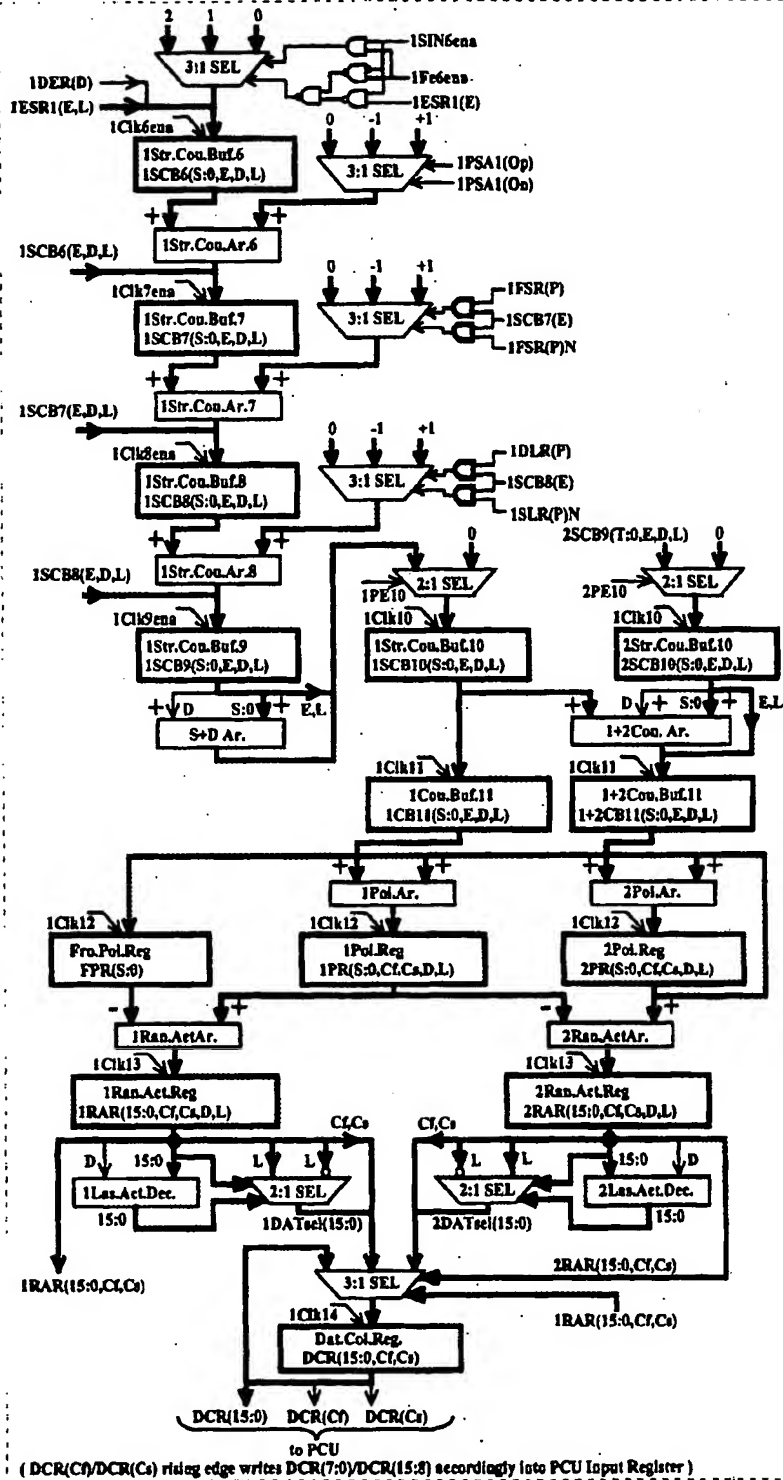 2 1 0
3:1 SEL
1SIN6ena
1Fe6ena
1ESR1(E)
1DER(D)
1ESR1(E,L)
1Clk6ena
0 -1 +1
1Str.Cou.Buf.6
1SCB6(S:0,E,D,L)
3:1 SEL
1PSA1(Op)
1PSA1(On)
+ +
1Str.Cou.Ar.6
1SCB6(E,D,L)
1Clk7ena
0 -1 +1
1Str.Cou.Buf.7
1SCB7(S:0,E,D,L)
3:1 SEL
1FSR(P)
1SCB7(E)
1FSR(P)N
+ +
1Str.Cou.Ar.7
1SCB7(E,D,L)
1Clk8ena
0 -1 +1
1Str.Cou.Buf.8
1SCB8(S:0,E,D,L)
3:1 SEL
1DLR(P)
1SCB8(E)
1SLR(P)N
+ +
1Str.Cou.Ar.8
0
2SCB9(T:0,E,D,L) 0
1SCB8(E,D,L)
1PE10
2:1 SEL
2PE10
2:1 SEL
1Clk9ena
1Clk10
1Clk10
1Str.Cou.Buf.9
1SCB9(S:0,E,D,L)
1Str.Cou.Buf.10
1SCB10(S:0,E,D,L)
2Str.Cou.Buf.10
2SCB10(S:0,E,D,L)
+ D S:0 + E,L
+ D + S:0 + E,L
S+D Ar.
1+2Cou. Ar.
1Clk11
1Clk11
1Cou.Buf.11
1CB11(S:0,E,D,L)
1+2Cou.Buf.11
1+2CB11(S:0,E,D,L)
+ + + +
1Pol.Ar.
2Pol.Ar.
1Clk12
1Clk12
1Clk12
Fro.Pol.Reg
FPR(S:0)
1Pol.Reg
1PR(S:0,Cf,Cs,D,L)
2Pol.Reg
2PR(S:0,Cf,Cs,D,L)
- + - +
1Ran.ActAr.
2Ran.ActAr.
1Clk13
1Clk13
1Ran.Act.Reg
1RAR(15:0,Cf,Cs,D,L)
2Ran.Act.Reg
2RAR(15:0,Cf,Cs,D,L)
Cf,Cs
Cf,Cs
D 15:0 L L
L L 15:0 D
1Las.Act.Dec.
2:1 SEL
2:1 SEL
2Las.Act.Dec.
15:0
1DATsel(15:0)
2DATsel(15:0)
15:0
1RAR(15:0,Cf,Cs)
3:1 SEL
2RAR(15:0,Cf,Cs)
1RAR(15:0,Cf,Cs)
1Clk14
Dat.Col.Reg.
DCR(15:0,Cf,Cs)
DCR(15:0) DCR(Cf) DCR(Cs)
to PCU
( DCR(Cf)/DCR(Cs) rising edge writes DCR(7:0)/DCR(15:8) accordingly into PCU Input Register )